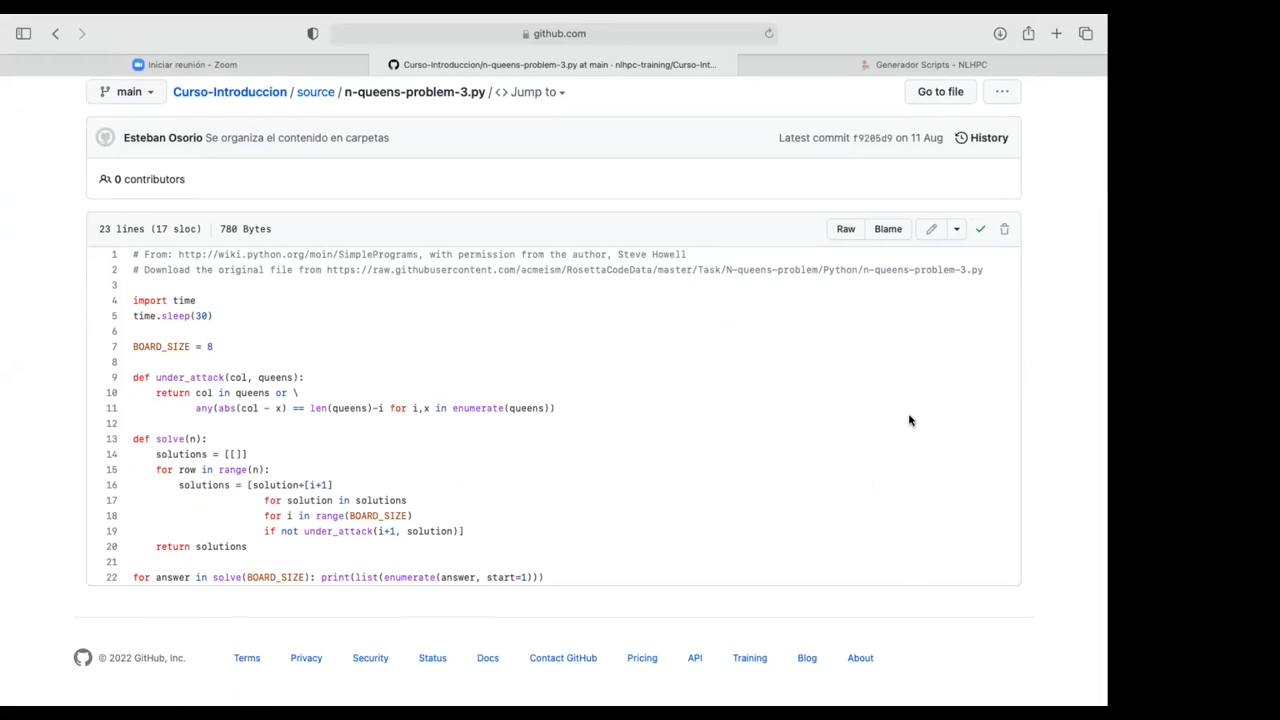 github.com
Iniciar reunión - Zoom
Curso-Introduccion/n-queens-problem-3.py at main · nlhpc-training/Curso-Int...
Generador Scripts - NLHPC
main
Curso-Introduccion / source / n-queens-problem-3.py / <> Jump to
Go to file
...
Esteban Osorio Se organiza el contenido en carpetas
Latest commit f9205d9 on 11 Aug
History
0 contributors
23 lines (17 sloc) | 780 Bytes
Raw
Blame
1 # From: http://wiki.python.org/moin/SimplePrograms, with permission from the author, Steve Howell
2 # Download the original file from https://raw.githubusercontent.com/acmeism/RosettaCodeData/master/Task/N-queens-problem/Python/n-queens-problem-3.py
3
4 import time
5 time.sleep(30)
6
7 BOARD_SIZE = 8
8
9 def under_attack(col, queens):
10 return col in queens or \
11 any(abs(col - x) == len(queens)-i for i,x in enumerate(queens))
12
13 def solve(n):
14 solutions = [[]]
15 for row in range(n):
16 solutions = [solution+[i+1]
17 for solution in solutions
18 for i in range(BOARD_SIZE)
19 if not under_attack(i+1, solution)]
20 return solutions
21
22 for answer in solve(BOARD_SIZE): print(list(enumerate(answer, start=1)))
© 2022 GitHub, Inc.
Terms
Privacy
Security
Status
Docs
Contact GitHub
Pricing
API
Training
Blog
About